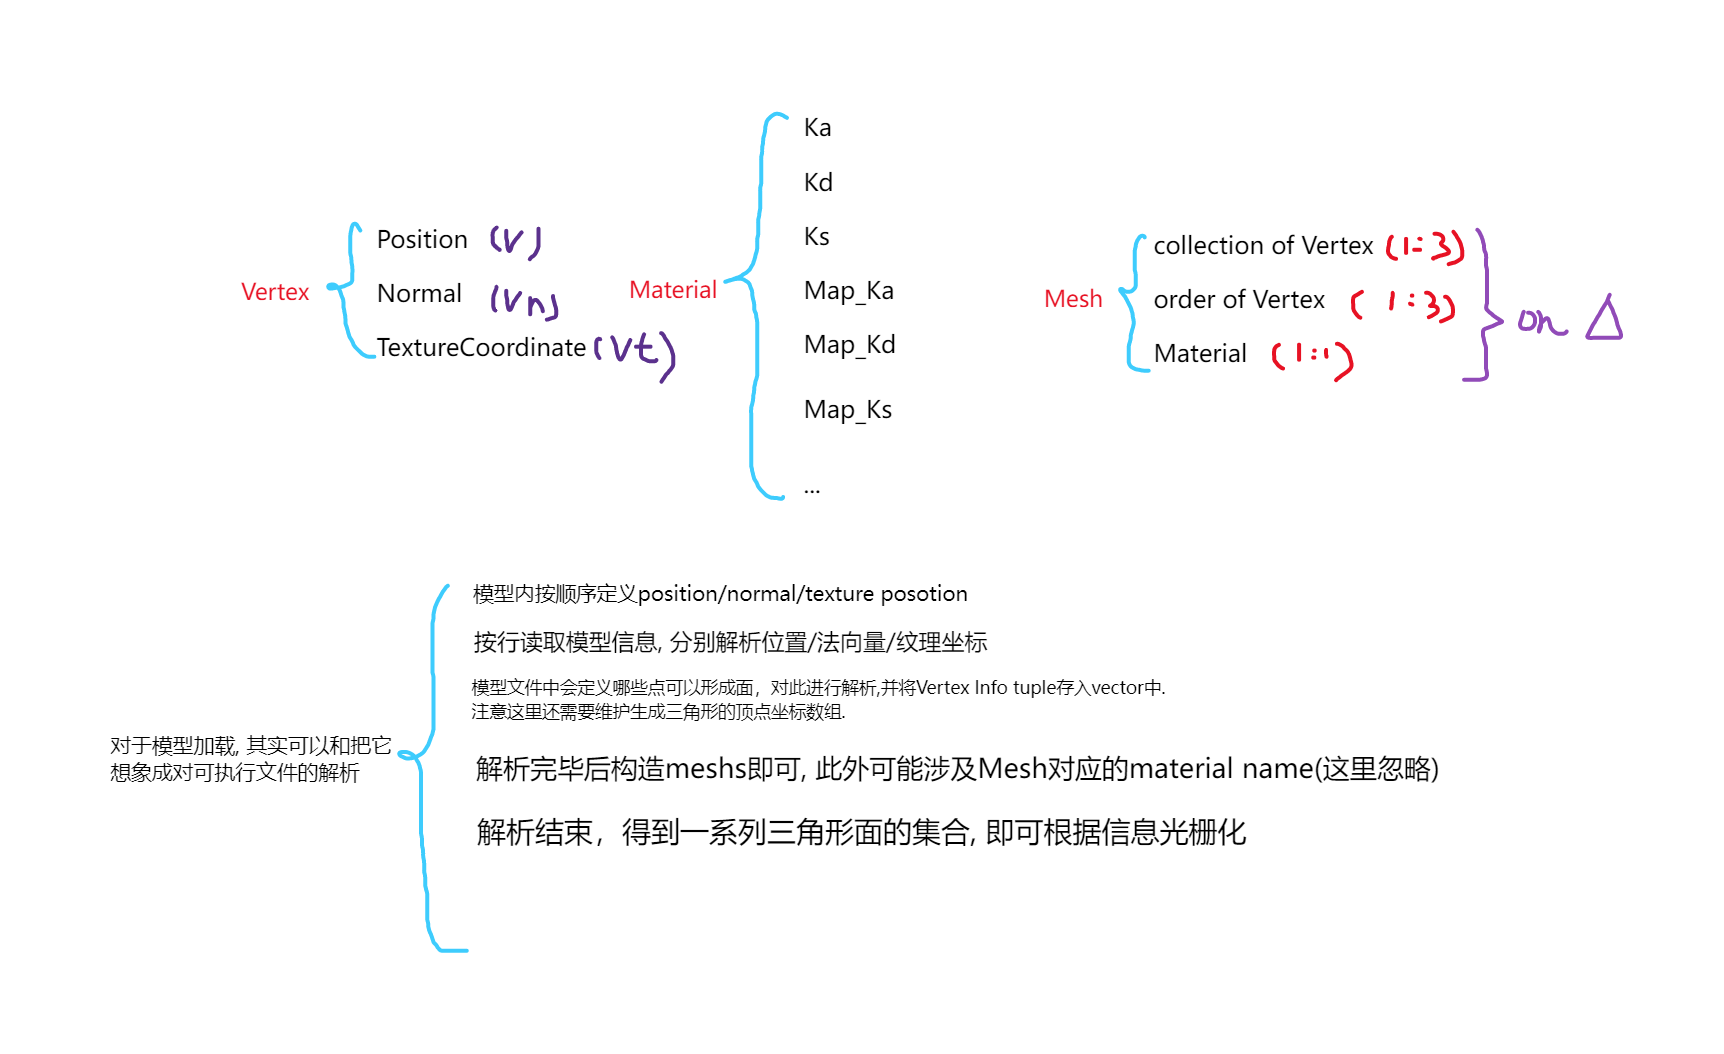 Vertex
Position (v)
Normal (vn)
TextureCoordinate (vt)
Material
Ka
Kd
Ks
Map_Ka
Map_Kd
Map_Ks
...
Mesh
collection of Vertex (1:3)
order of Vertex (1:3)
Material (1:1)
on △
对于模型加载, 其实可以和把它
想象成对可执行文件的解析
模型内按顺序定义position/normal/texture posotion
按行读取模型信息, 分别解析位置/法向量/纹理坐标
模型文件中会定义哪些点可以形成面，对此进行解析,并将Vertex Info tuple存入vector中.
注意这里还需要维护生成三角形的顶点坐标数组.
解析完毕后构造meshs即可, 此外可能涉及Mesh对应的material name(这里忽略)
解析结束，得到一系列三角形面的集合, 即可根据信息光栅化